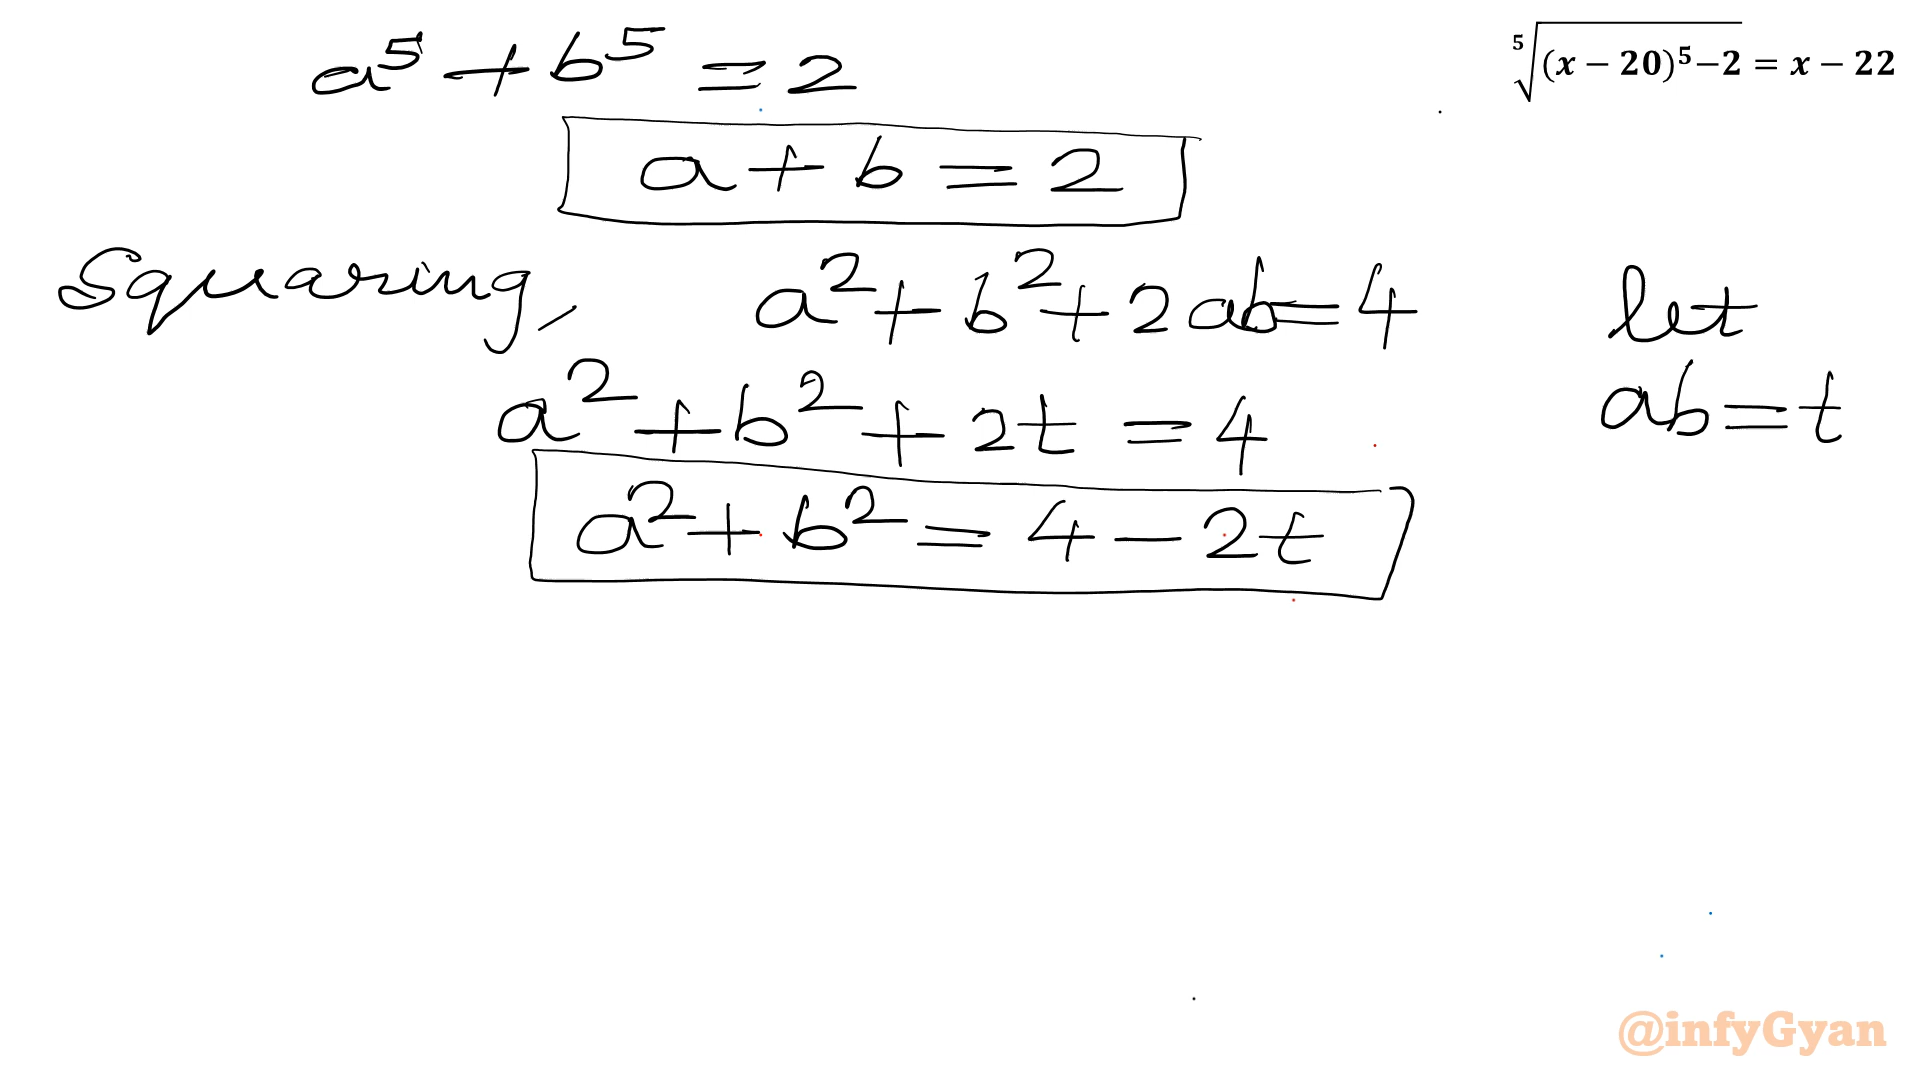 a⁵ + b⁵ = 2
⁵√((x − 20)⁵−2) = x − 22
a + b = 2
Squaring, a² + b² + 2ab = 4
let
a² + b² + 2t = 4
ab = t
a² + b² = 4 − 2t
@infyGyan